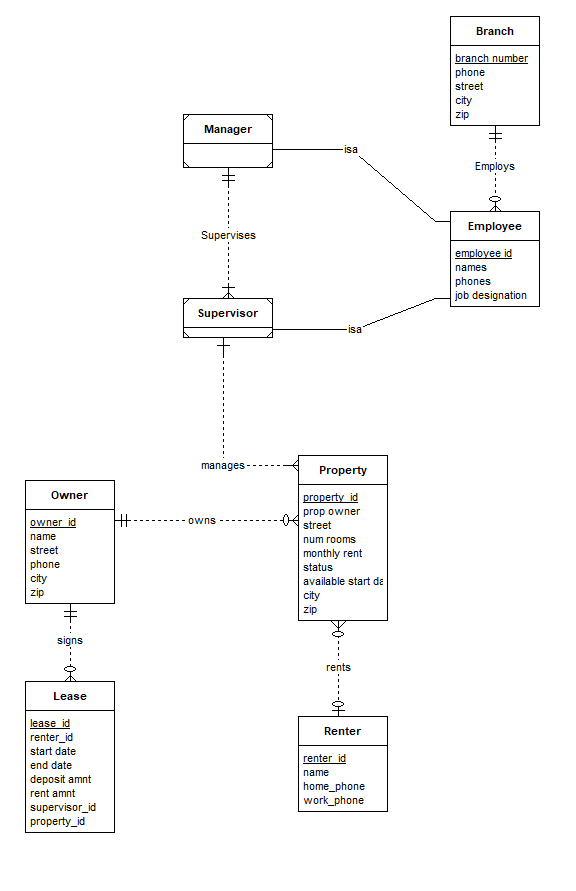 Branch
branch number
phone
street
city
zip
Manager
isa
Employs
Employee
employee id
names
phones
job designation
Supervises
Supervisor
isa
manages
Property
property_id
prop owner
street
num rooms
monthly rent
status
available start da
city
zip
Owner
owner_id
name
street
phone
city
zip
owns
signs
rents
Lease
lease_id
renter_id
start date
end date
deposit amnt
rent amnt
supervisor_id
property_id
Renter
renter_id
name
home_phone
work_phone